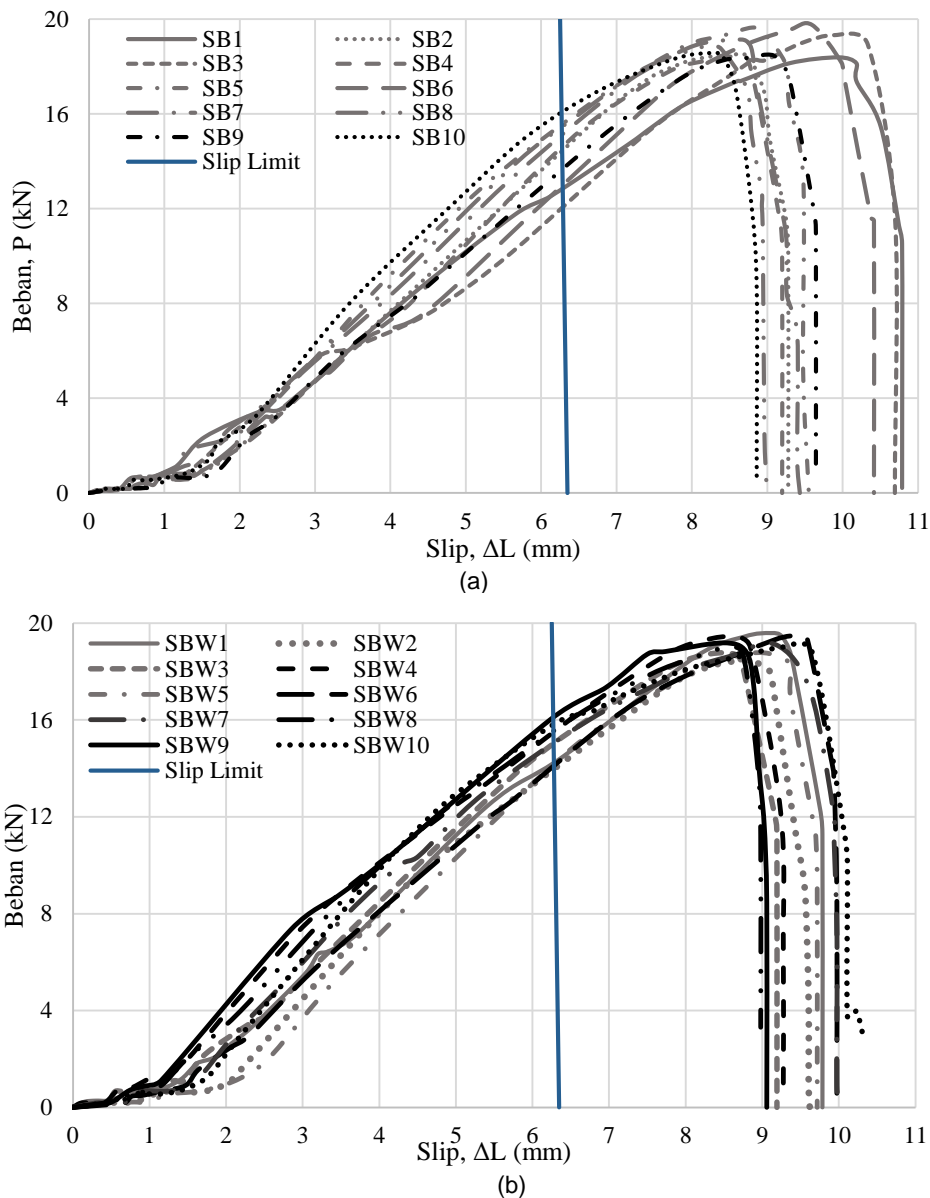 20
16
12
8
4
0
Beban, P (kN)
SB1 SB2
SB3 SB4
SB5 SB6
SB7 SB8
SB9 SB10
Slip Limit
0 1 2 3 4 5 6 7 8 9 10 11
Slip, ΔL (mm)
(a)
20
16
12
8
4
0
Beban (kN)
SBW1 SBW2
SBW3 SBW4
SBW5 SBW6
SBW7 SBW8
SBW9 SBW10
Slip Limit
0 1 2 3 4 5 6 7 8 9 10 11
Slip, ΔL (mm)
(b)